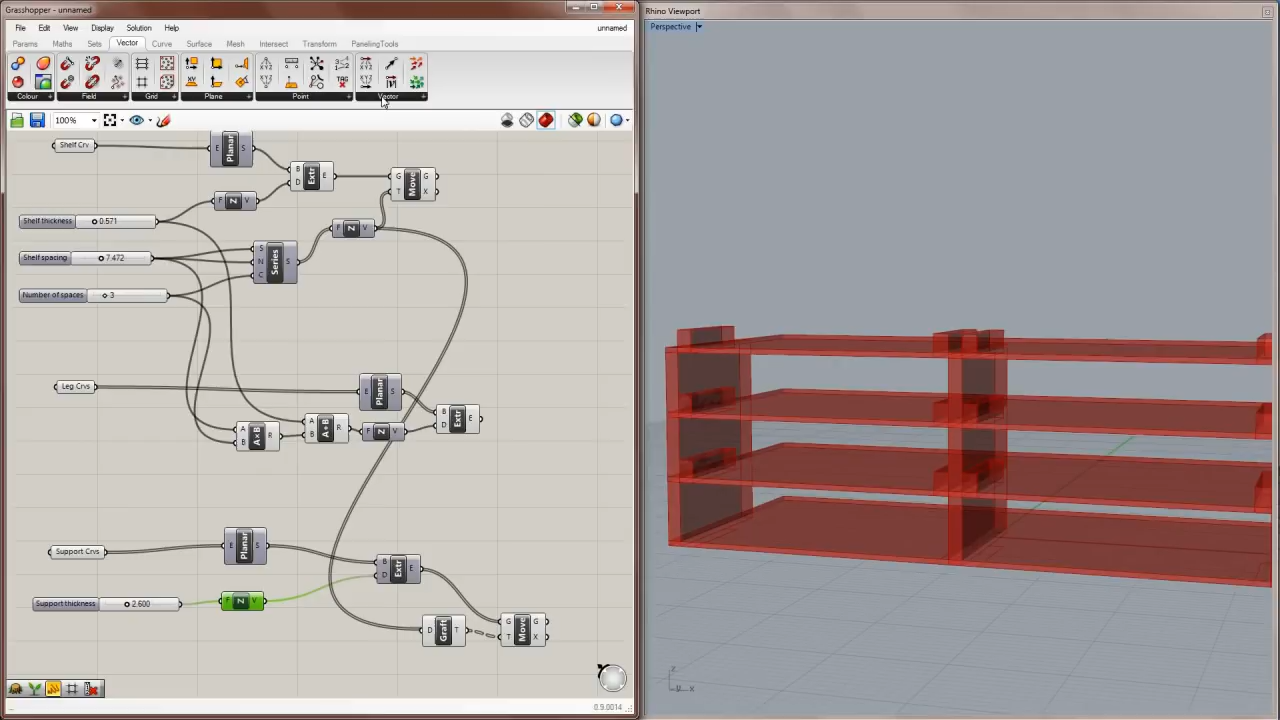 Grasshopper - unnamed
File Edit View Display Solution Help
unnamed
Params Maths Sets Vector Curve Surface Mesh Intersect Transform PanelingTools
Colour Field Grid Plane Point Vector
100%
Shelf Crv
E Planar S
B D Extr E
G T Move G X
F Z V
Shelf thickness 0.571
F Z V
Shelf spacing 7.472
S N C Series S
Number of spaces 3
Leg Crvs
E Planar S
B D Extr E
A B A×B R
A B A+B R
F Z V
Support Crvs
E Planar S
B D Extr E
Support thickness 2.600
F Z V
D Graft T
G T Move G X
0.9.0014
Rhino Viewport
Perspective
z
x